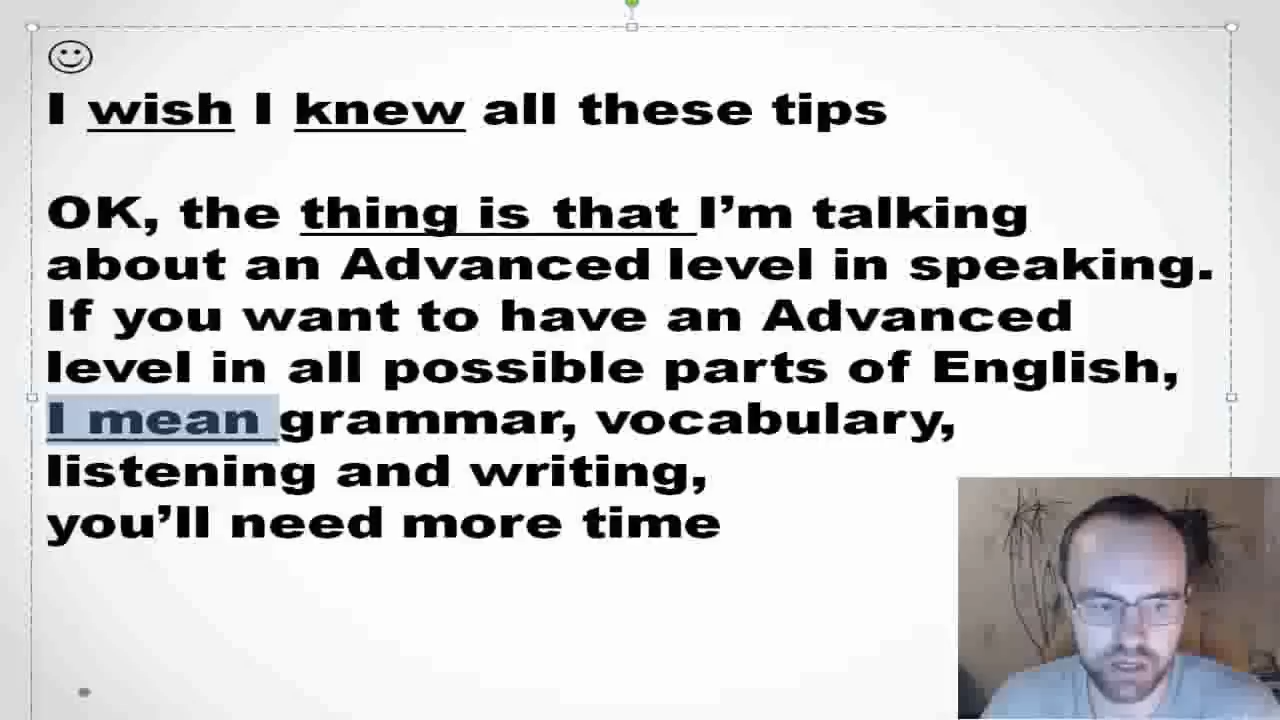 I wish I knew all these tips
OK, the thing is that I’m talking
about an Advanced level in speaking.
If you want to have an Advanced
level in all possible parts of English,
I mean grammar, vocabulary,
listening and writing,
you’ll need more time